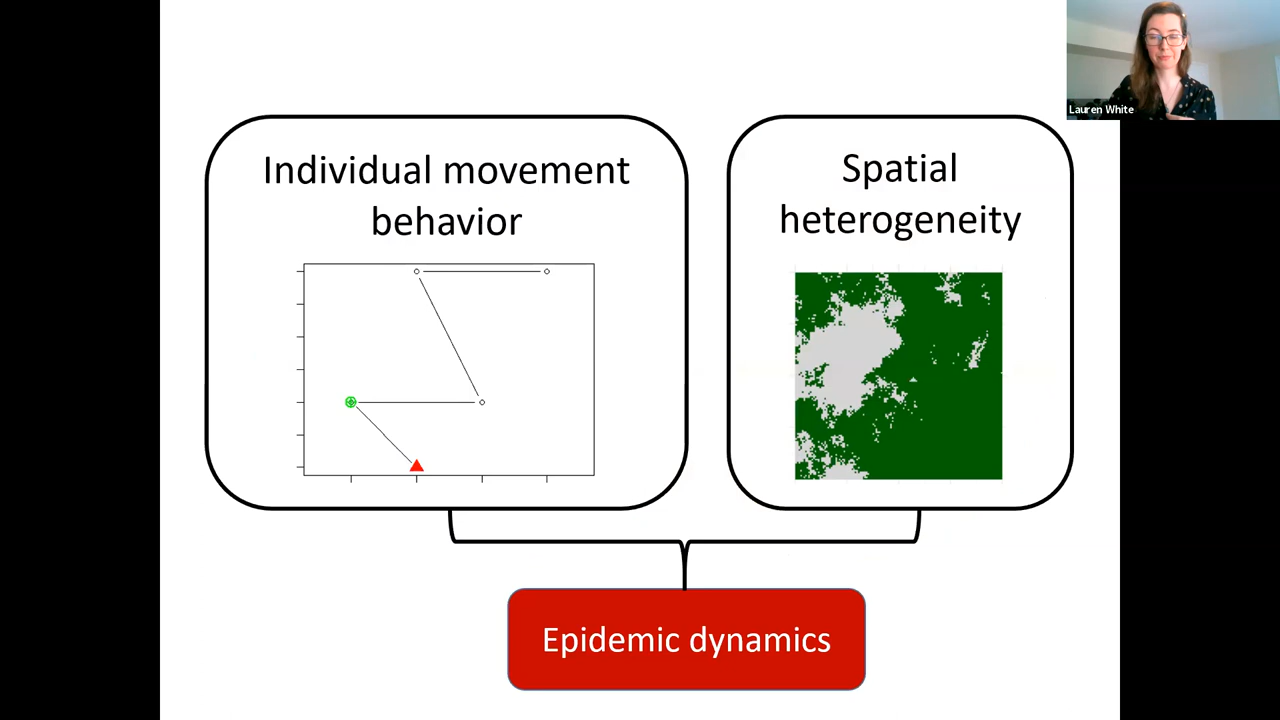 Lauren White
Individual movement
behavior
Spatial
heterogeneity
Epidemic dynamics